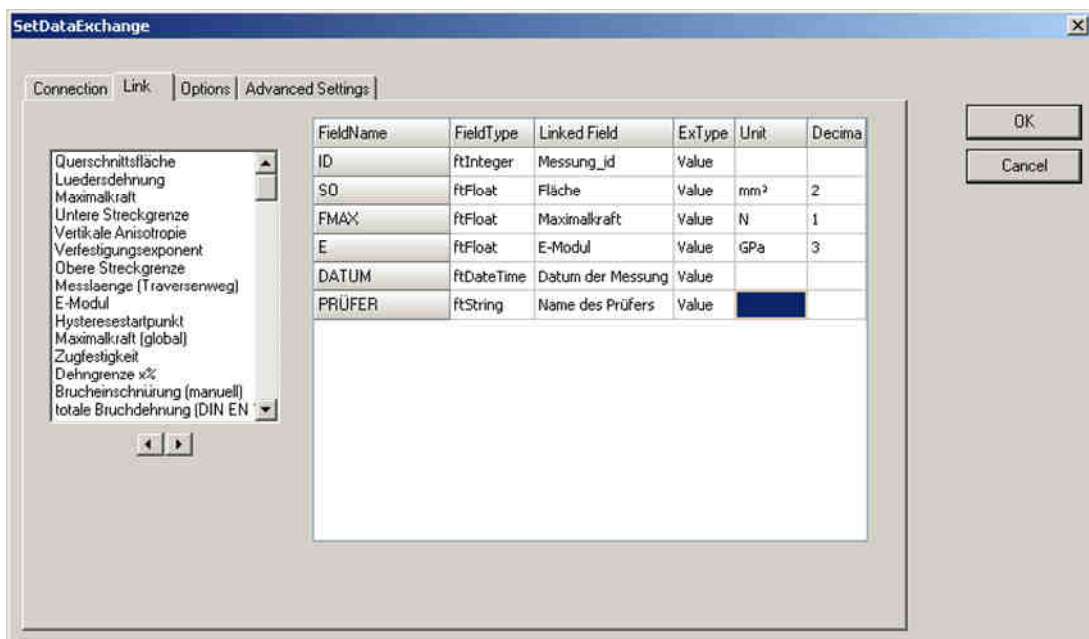 SetDataExchange
Connection Link Options Advanced Settings
OK
Cancel
Querschnittsfläche
Luedersdehnung
Maximalkraft
Untere Streckgrenze
Vertikale Anisotropie
Verfestigungsexponent
Obere Streckgrenze
Messlaenge (Traversenweg)
E-Modul
Hysteresestartpunkt
Maximalkraft (global)
Zugfestigkeit
Dehngrenze x%
Brucheinschnürung (manuell)
totale Bruchdehnung (DIN EN
FieldName FieldType Linked Field ExType Unit Decima
ID ftInteger Messung_id Value
S0 ftFloat Fläche Value mm² 2
FMAX ftFloat Maximalkraft Value N 1
E ftFloat E-Modul Value GPa 3
DATUM ftDateTime Datum der Messung Value
PRÜFER ftString Name des Prüfers Value